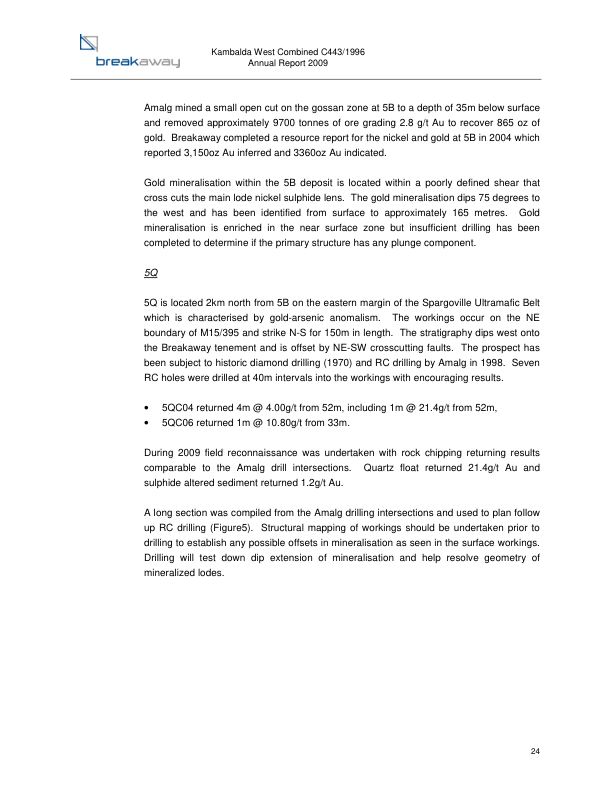 breakaway
Kambalda West Combined C443/1996
Annual Report 2009
Amalg mined a small open cut on the gossan zone at 5B to a depth of 35m below surface
and removed approximately 9700 tonnes of ore grading 2.8 g/t Au to recover 865 oz of
gold. Breakaway completed a resource report for the nickel and gold at 5B in 2004 which
reported 3,150oz Au inferred and 3360oz Au indicated.
Gold mineralisation within the 5B deposit is located within a poorly defined shear that
cross cuts the main lode nickel sulphide lens. The gold mineralisation dips 75 degrees to
the west and has been identified from surface to approximately 165 metres. Gold
mineralisation is enriched in the near surface zone but insufficient drilling has been
completed to determine if the primary structure has any plunge component.
5Q
5Q is located 2km north from 5B on the eastern margin of the Spargoville Ultramafic Belt
which is characterised by gold-arsenic anomalism. The workings occur on the NE
boundary of M15/395 and strike N-S for 150m in length. The stratigraphy dips west onto
the Breakaway tenement and is offset by NE-SW crosscutting faults. The prospect has
been subject to historic diamond drilling (1970) and RC drilling by Amalg in 1998. Seven
RC holes were drilled at 40m intervals into the workings with encouraging results.
• 5QC04 returned 4m @ 4.00g/t from 52m, including 1m @ 21.4g/t from 52m,
• 5QC06 returned 1m @ 10.80g/t from 33m.
During 2009 field reconnaissance was undertaken with rock chipping returning results
comparable to the Amalg drill intersections. Quartz float returned 21.4g/t Au and
sulphide altered sediment returned 1.2g/t Au.
A long section was compiled from the Amalg drilling intersections and used to plan follow
up RC drilling (Figure5). Structural mapping of workings should be undertaken prior to
drilling to establish any possible offsets in mineralisation as seen in the surface workings.
Drilling will test down dip extension of mineralisation and help resolve geometry of
mineralized lodes.
24